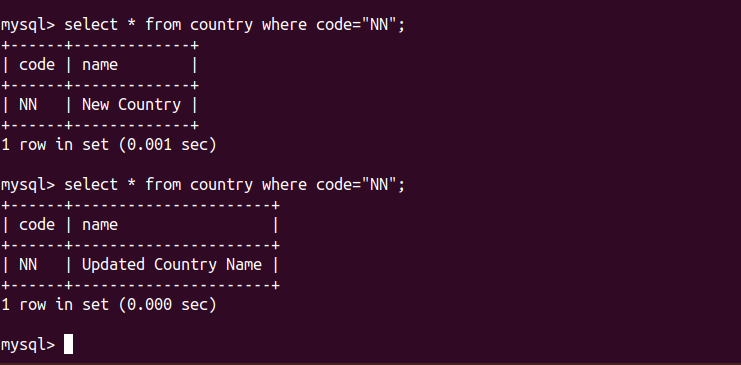 mysql> select * from country where code="NN";
+------+-------------+
| code | name        |
+------+-------------+
| NN   | New Country |
+------+-------------+
1 row in set (0.001 sec)

mysql> select * from country where code="NN";
+------+----------------------+
| code | name                 |
+------+----------------------+
| NN   | Updated Country Name |
+------+----------------------+
1 row in set (0.000 sec)

mysql>